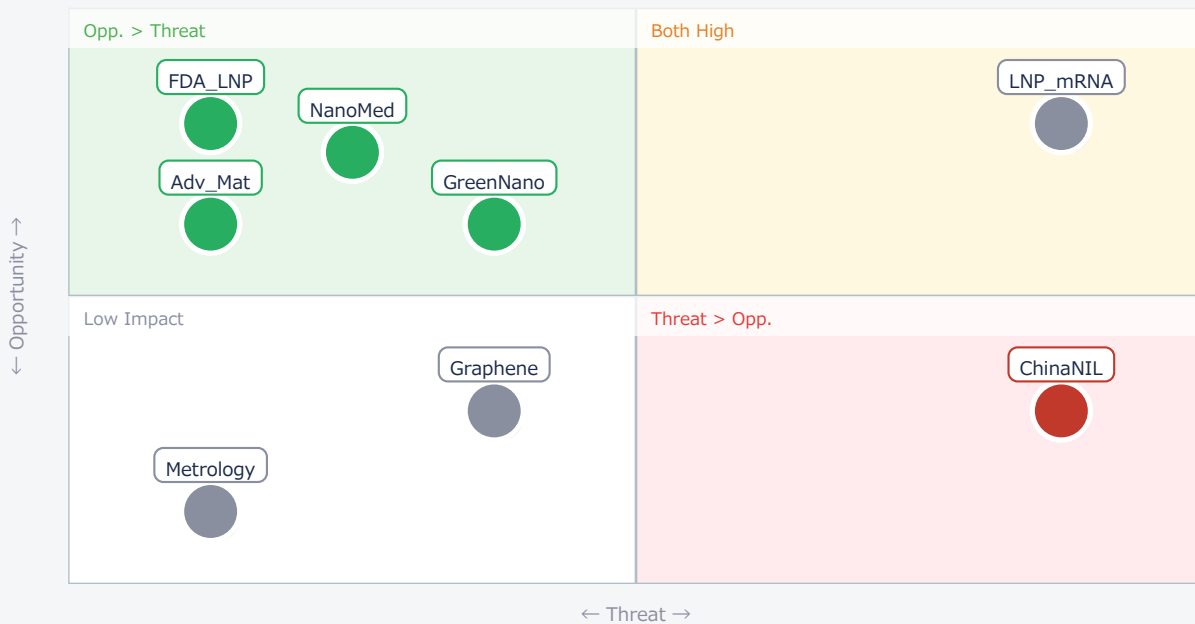 Opp. > Threat
Both High
FDA_LNP
LNP_mRNA
NanoMed
Adv_Mat
GreenNano
← Opportunity →
Low Impact
Threat > Opp.
Graphene
ChinaNIL
Metrology
← Threat →